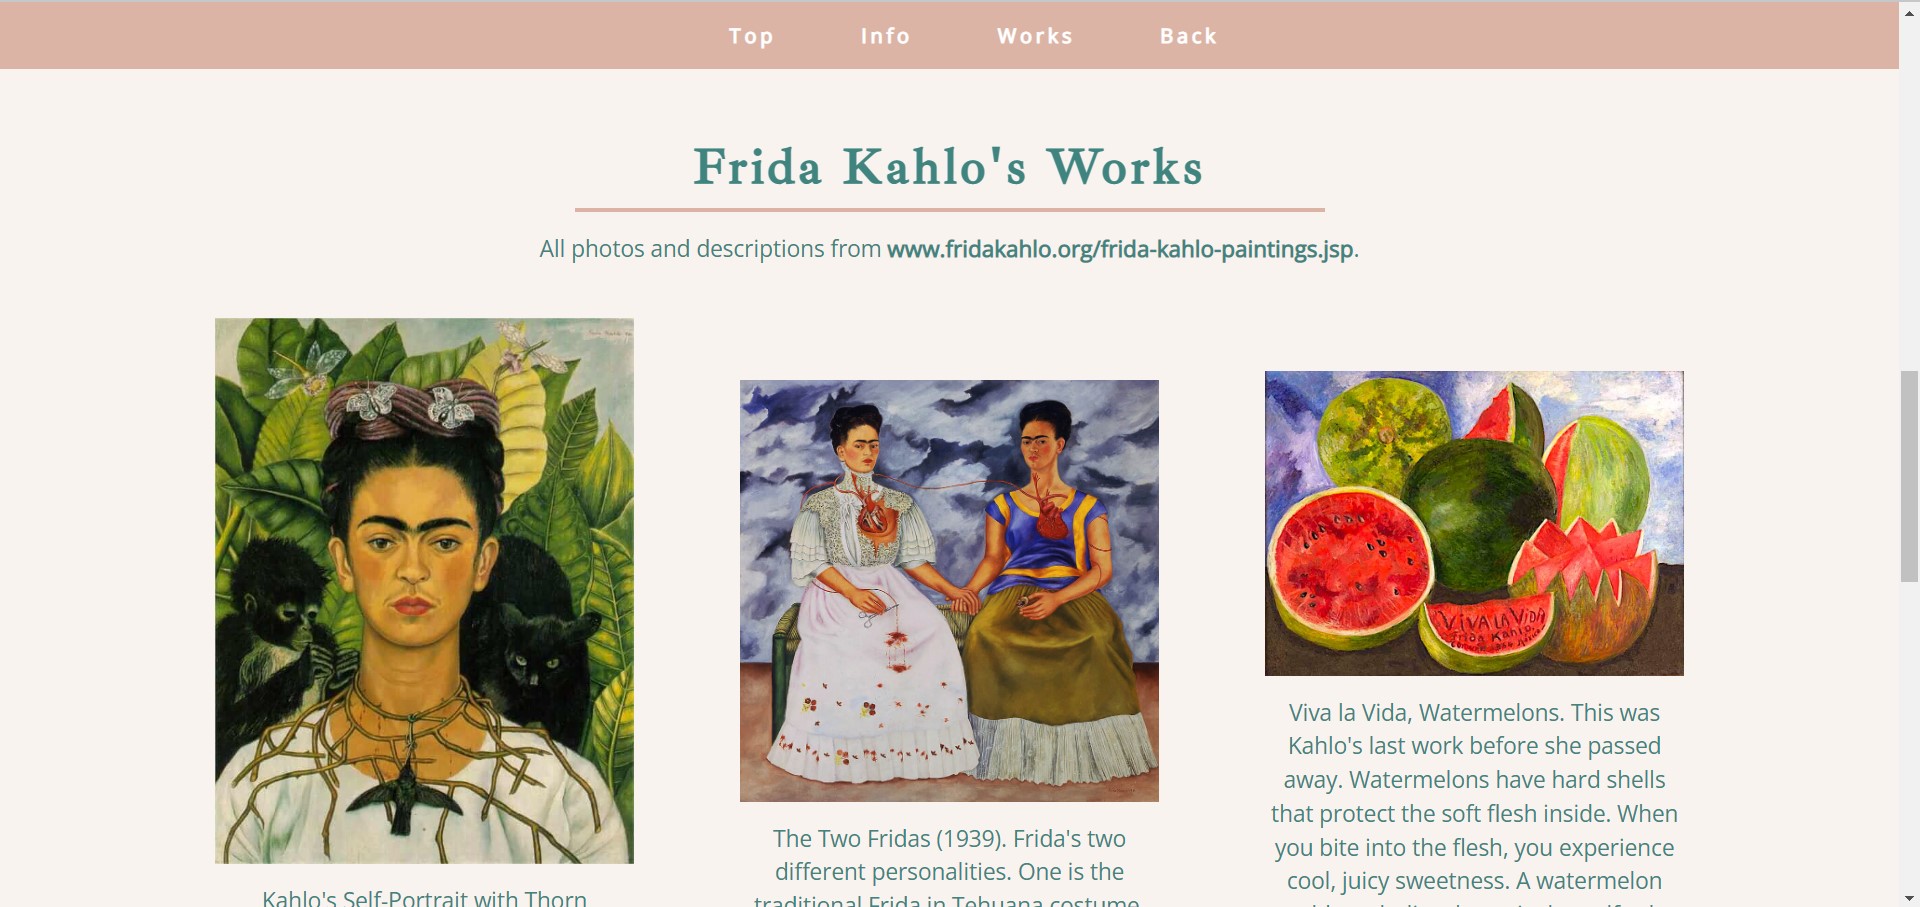 Top Info Works Back
Frida Kahlo's Works
All photos and descriptions from www.fridakahlo.org/frida-kahlo-paintings.jsp.
VIVA LA VIDA
Frida Kahlo.
Kahlo's Self-Portrait with Thorn
The Two Fridas (1939). Frida's two
different personalities. One is the
traditional Frida in Tehuana costume
Viva la Vida, Watermelons. This was
Kahlo's last work before she passed
away. Watermelons have hard shells
that protect the soft flesh inside. When
you bite into the flesh, you experience
cool, juicy sweetness. A watermelon